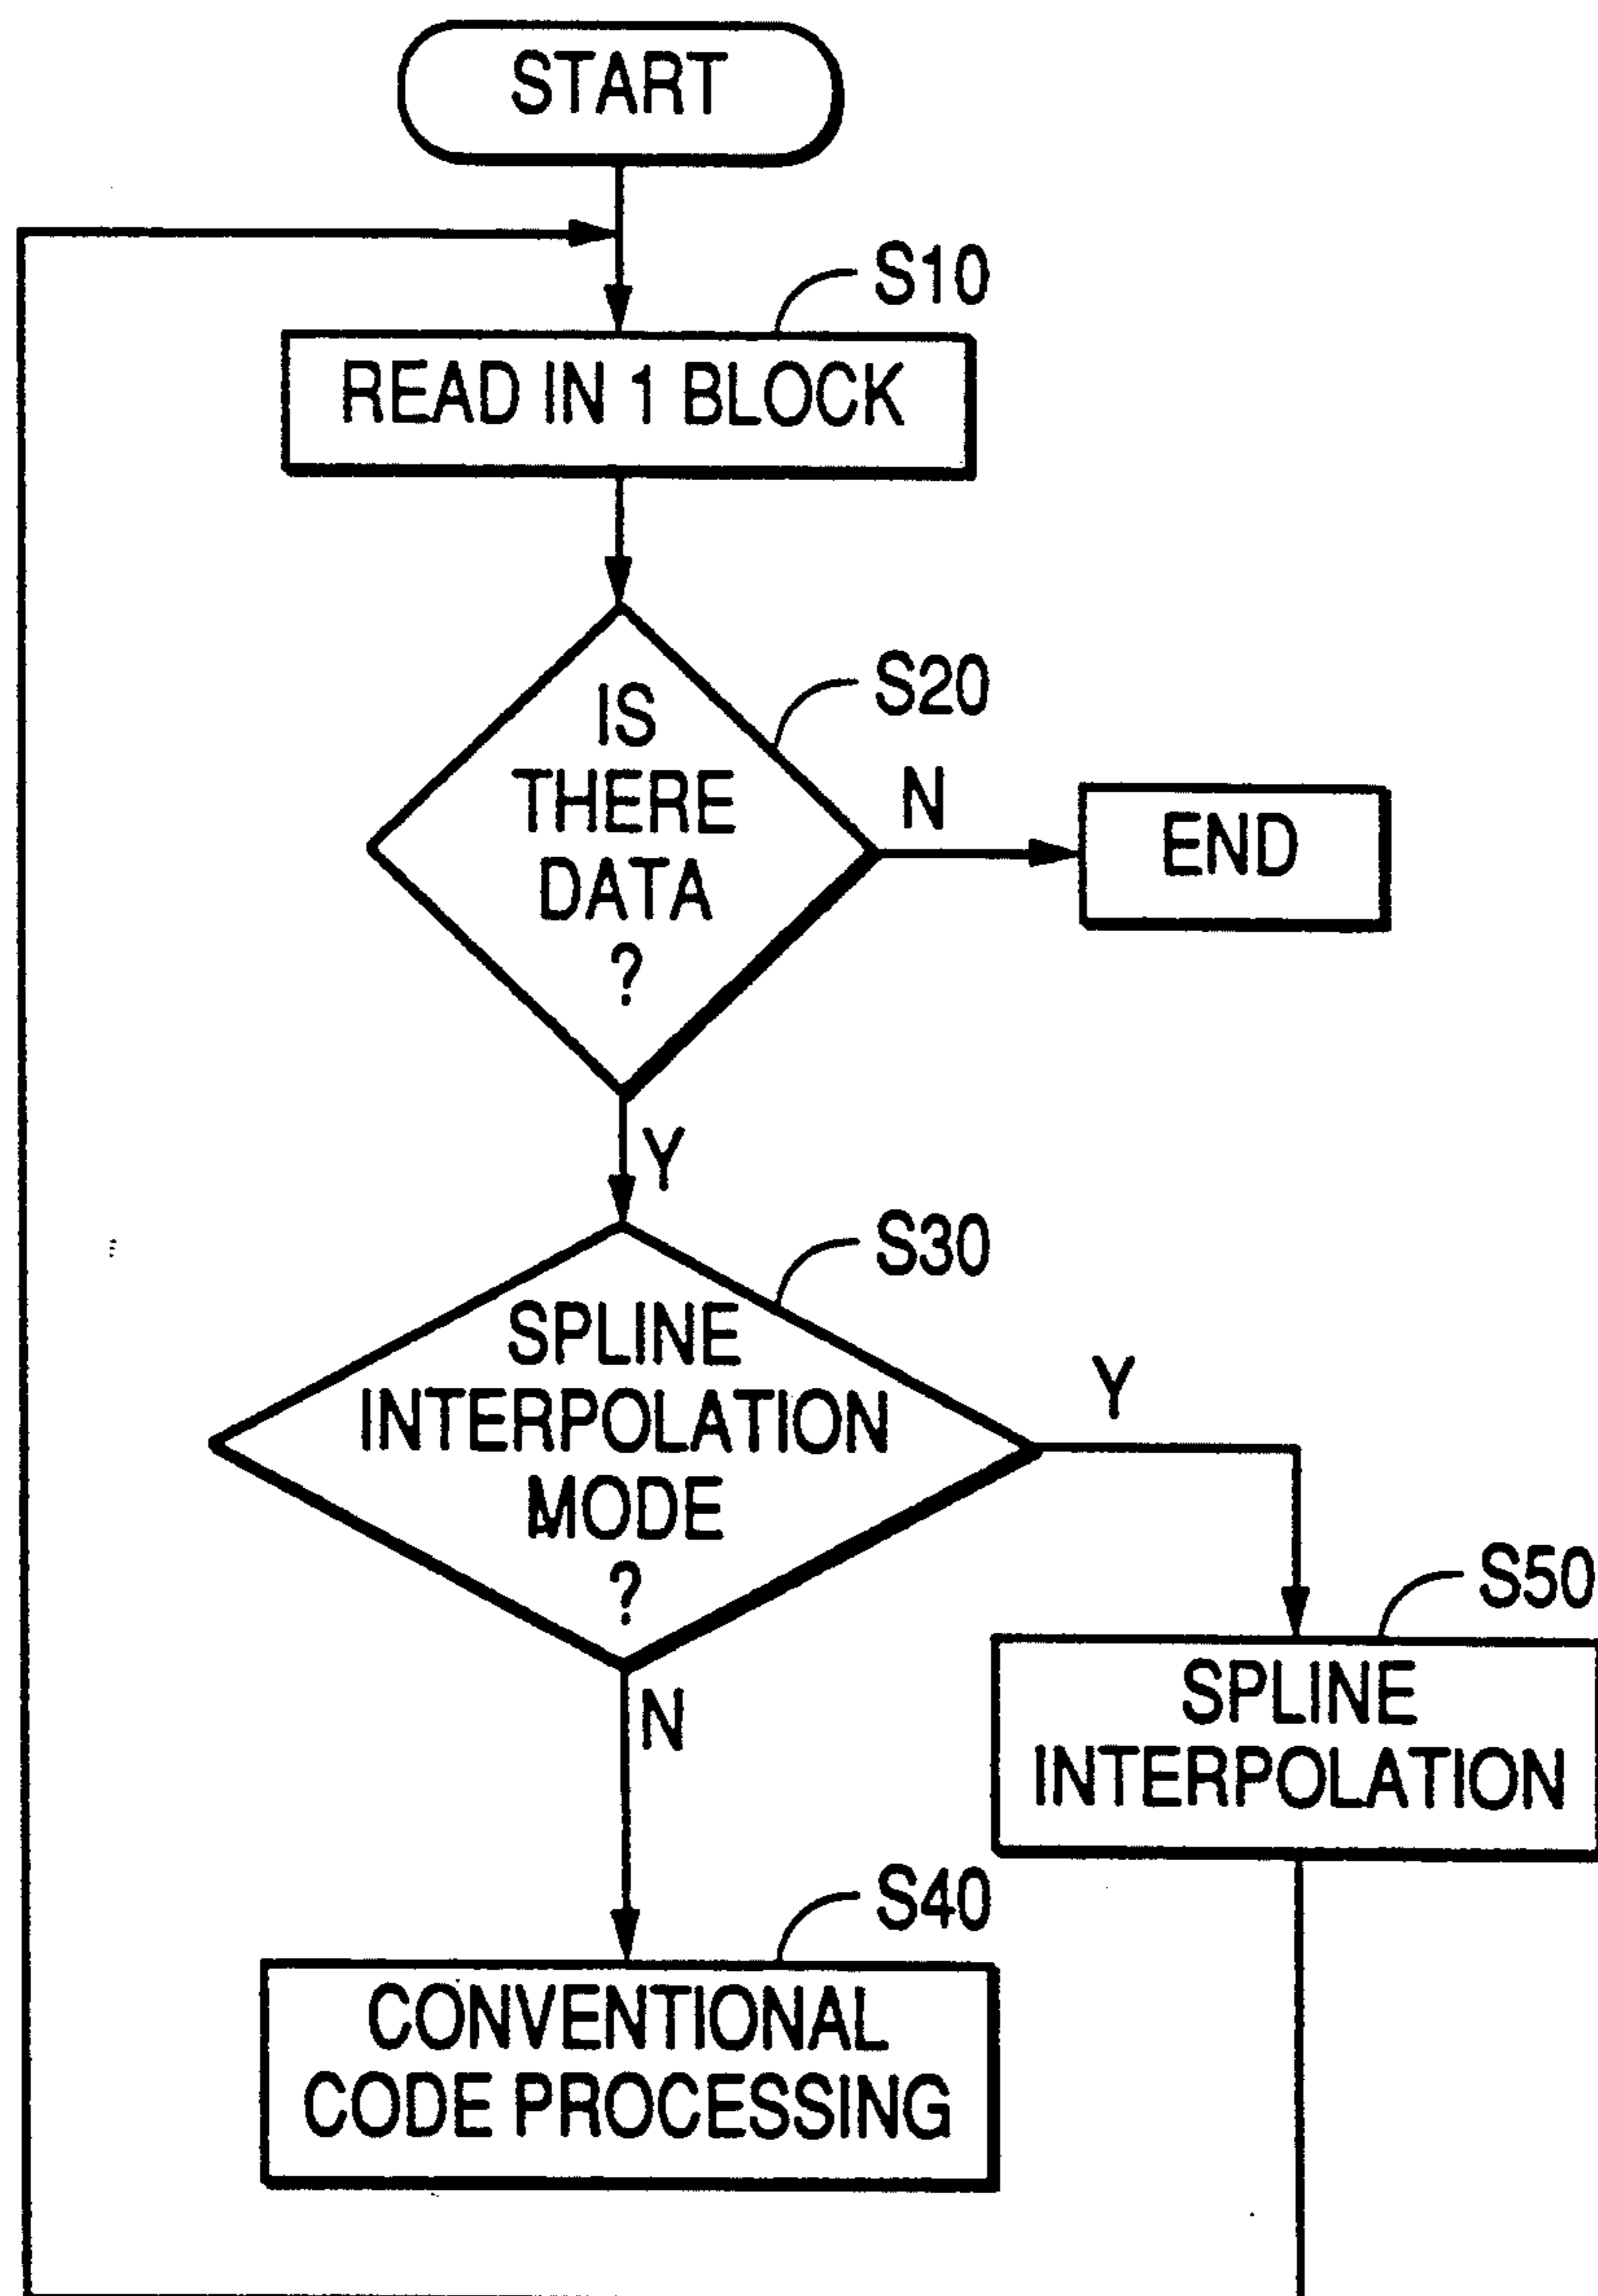 START
S10
READ IN 1 BLOCK
S20
IS
THERE
DATA
?
N
END
Y
S30
SPLINE
INTERPOLATION
MODE
?
Y
N
S50
SPLINE
INTERPOLATION
S40
CONVENTIONAL
CODE PROCESSING